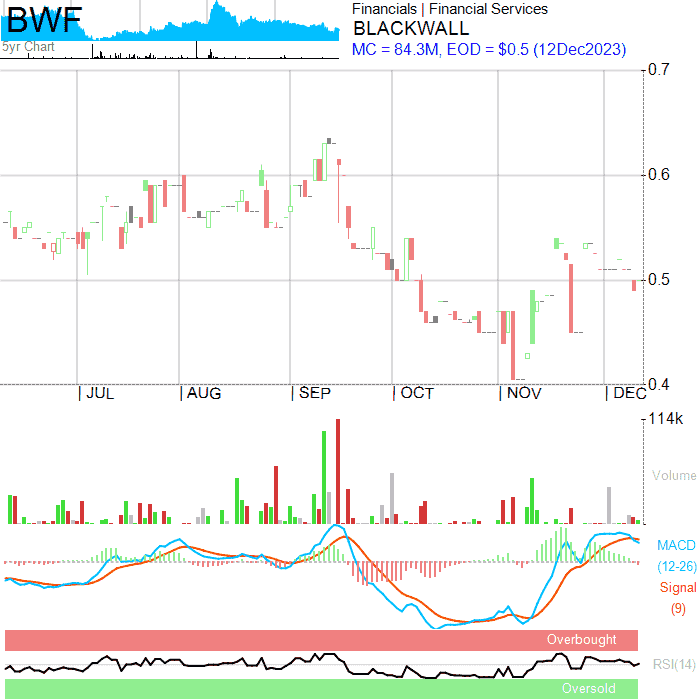 BWF
5yr Chart
Financials | Financial Services
BLACKWALL
MC = 84.3M, EOD = $0.5 (12Dec2023)
0.7
0.6
0.5
0.4
| JUL | AUG | SEP | OCT | NOV | DEC
114k
Volume
MACD
(12-26)
Signal
(9)
Overbought
RSI(14)
Oversold